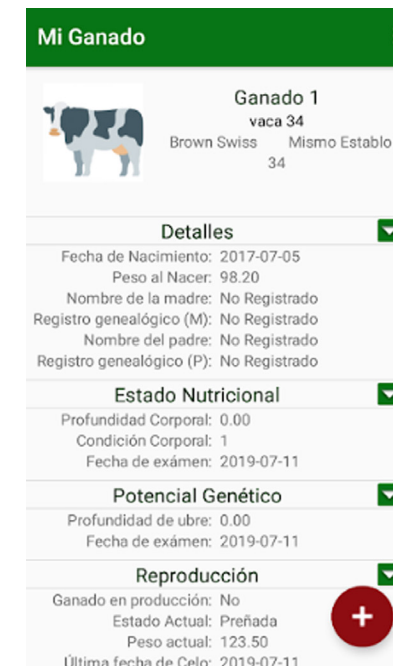 Mi Ganado
Ganado 1
vaca 34
Brown Swiss Mismo Establo
34
Detalles
Fecha de Nacimiento: 2017-07-05
Peso al Nacer: 98.20
Nombre de la madre: No Registrado
Registro genealógico (M): No Registrado
Nombre del padre: No Registrado
Registro genealógico (P): No Registrado
Estado Nutricional
Profundidad Corporal: 0.00
Condición Corporal: 1
Fecha de exámen: 2019-07-11
Potencial Genético
Profundidad de ubre: 0.00
Fecha de exámen: 2019-07-11
Reproducción
Ganado en producción: No
Estado Actual: Preñada
Peso actual: 123.50
Última fecha de Celo: 2019-07-11